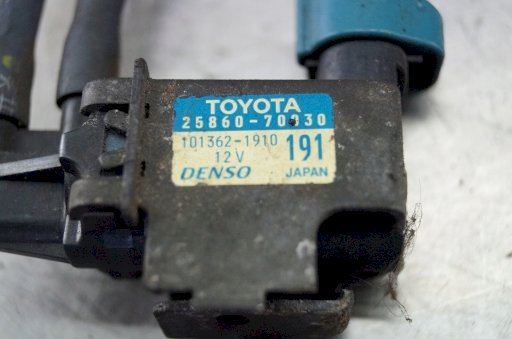 TOYOTA
25860-70030
101362-1910 191
12V
DENSO JAPAN